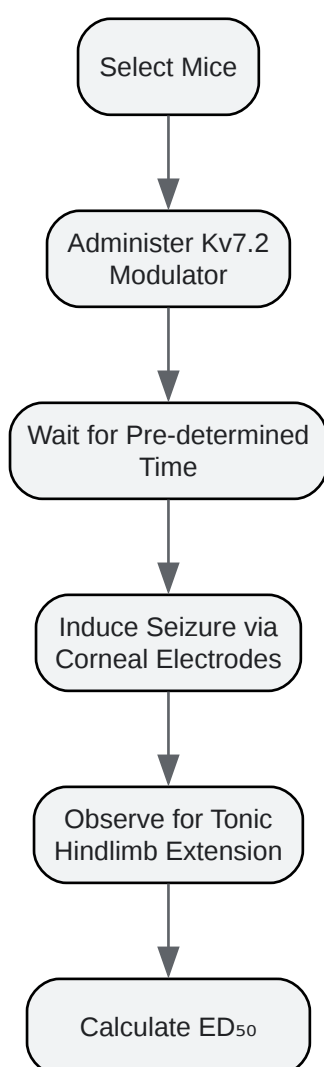 Select Mice
Administer Kv7.2
Modulator
Wait for Pre-determined
Time
Induce Seizure via
Corneal Electrodes
Observe for Tonic
Hindlimb Extension
Calculate ED₅₀